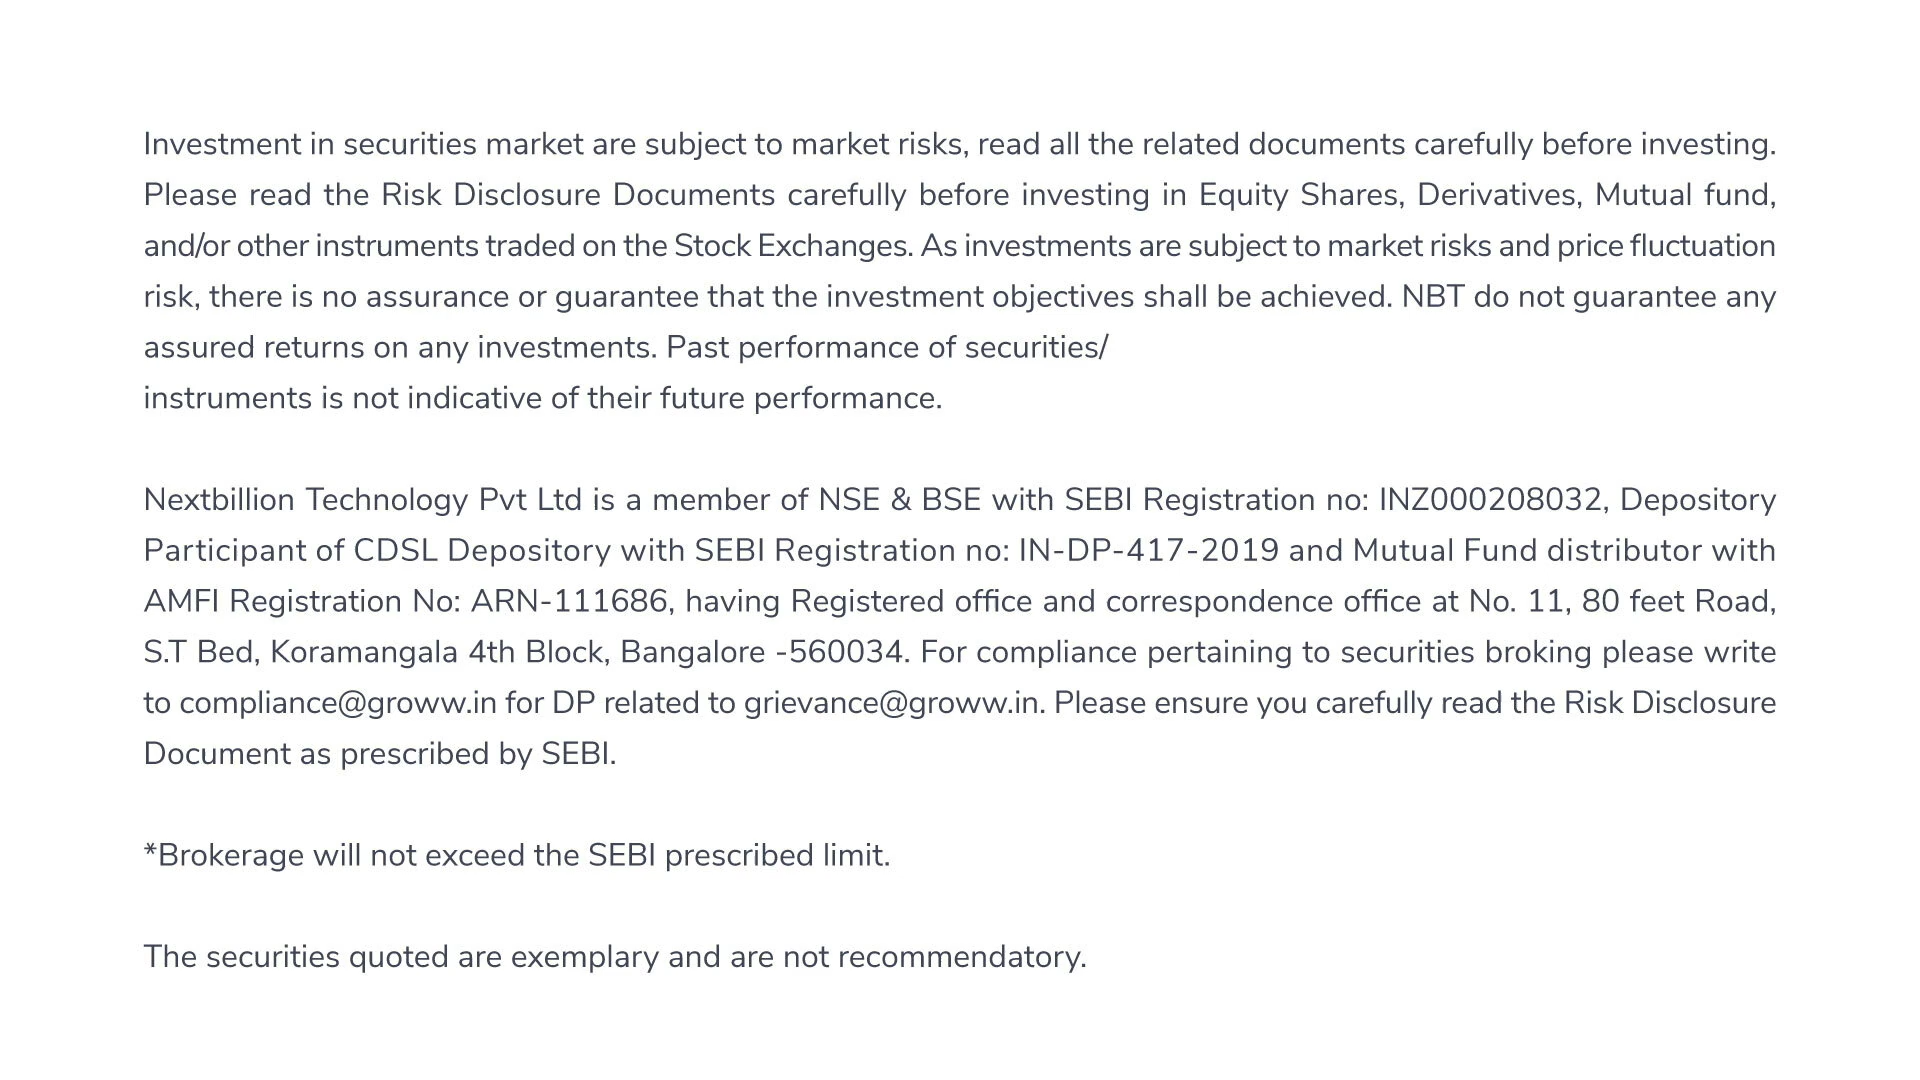 Investment in securities market are subject to market risks, read all the related documents carefully before investing.
Please read the Risk Disclosure Documents carefully before investing in Equity Shares, Derivatives, Mutual fund,
and/or other instruments traded on the Stock Exchanges. As investments are subject to market risks and price fluctuation
risk, there is no assurance or guarantee that the investment objectives shall be achieved. NBT do not guarantee any
assured returns on any investments. Past performance of securities/
instruments is not indicative of their future performance.
Nextbillion Technology Pvt Ltd is a member of NSE & BSE with SEBI Registration no: INZ000208032, Depository
Participant of CDSL Depository with SEBI Registration no: IN-DP-417-2019 and Mutual Fund distributor with
AMFI Registration No: ARN-111686, having Registered office and correspondence office at No. 11, 80 feet Road,
S.T Bed, Koramangala 4th Block, Bangalore -560034. For compliance pertaining to securities broking please write
to compliance@groww.in for DP related to grievance@groww.in. Please ensure you carefully read the Risk Disclosure
Document as prescribed by SEBI.
*Brokerage will not exceed the SEBI prescribed limit.
The securities quoted are exemplary and are not recommendatory.